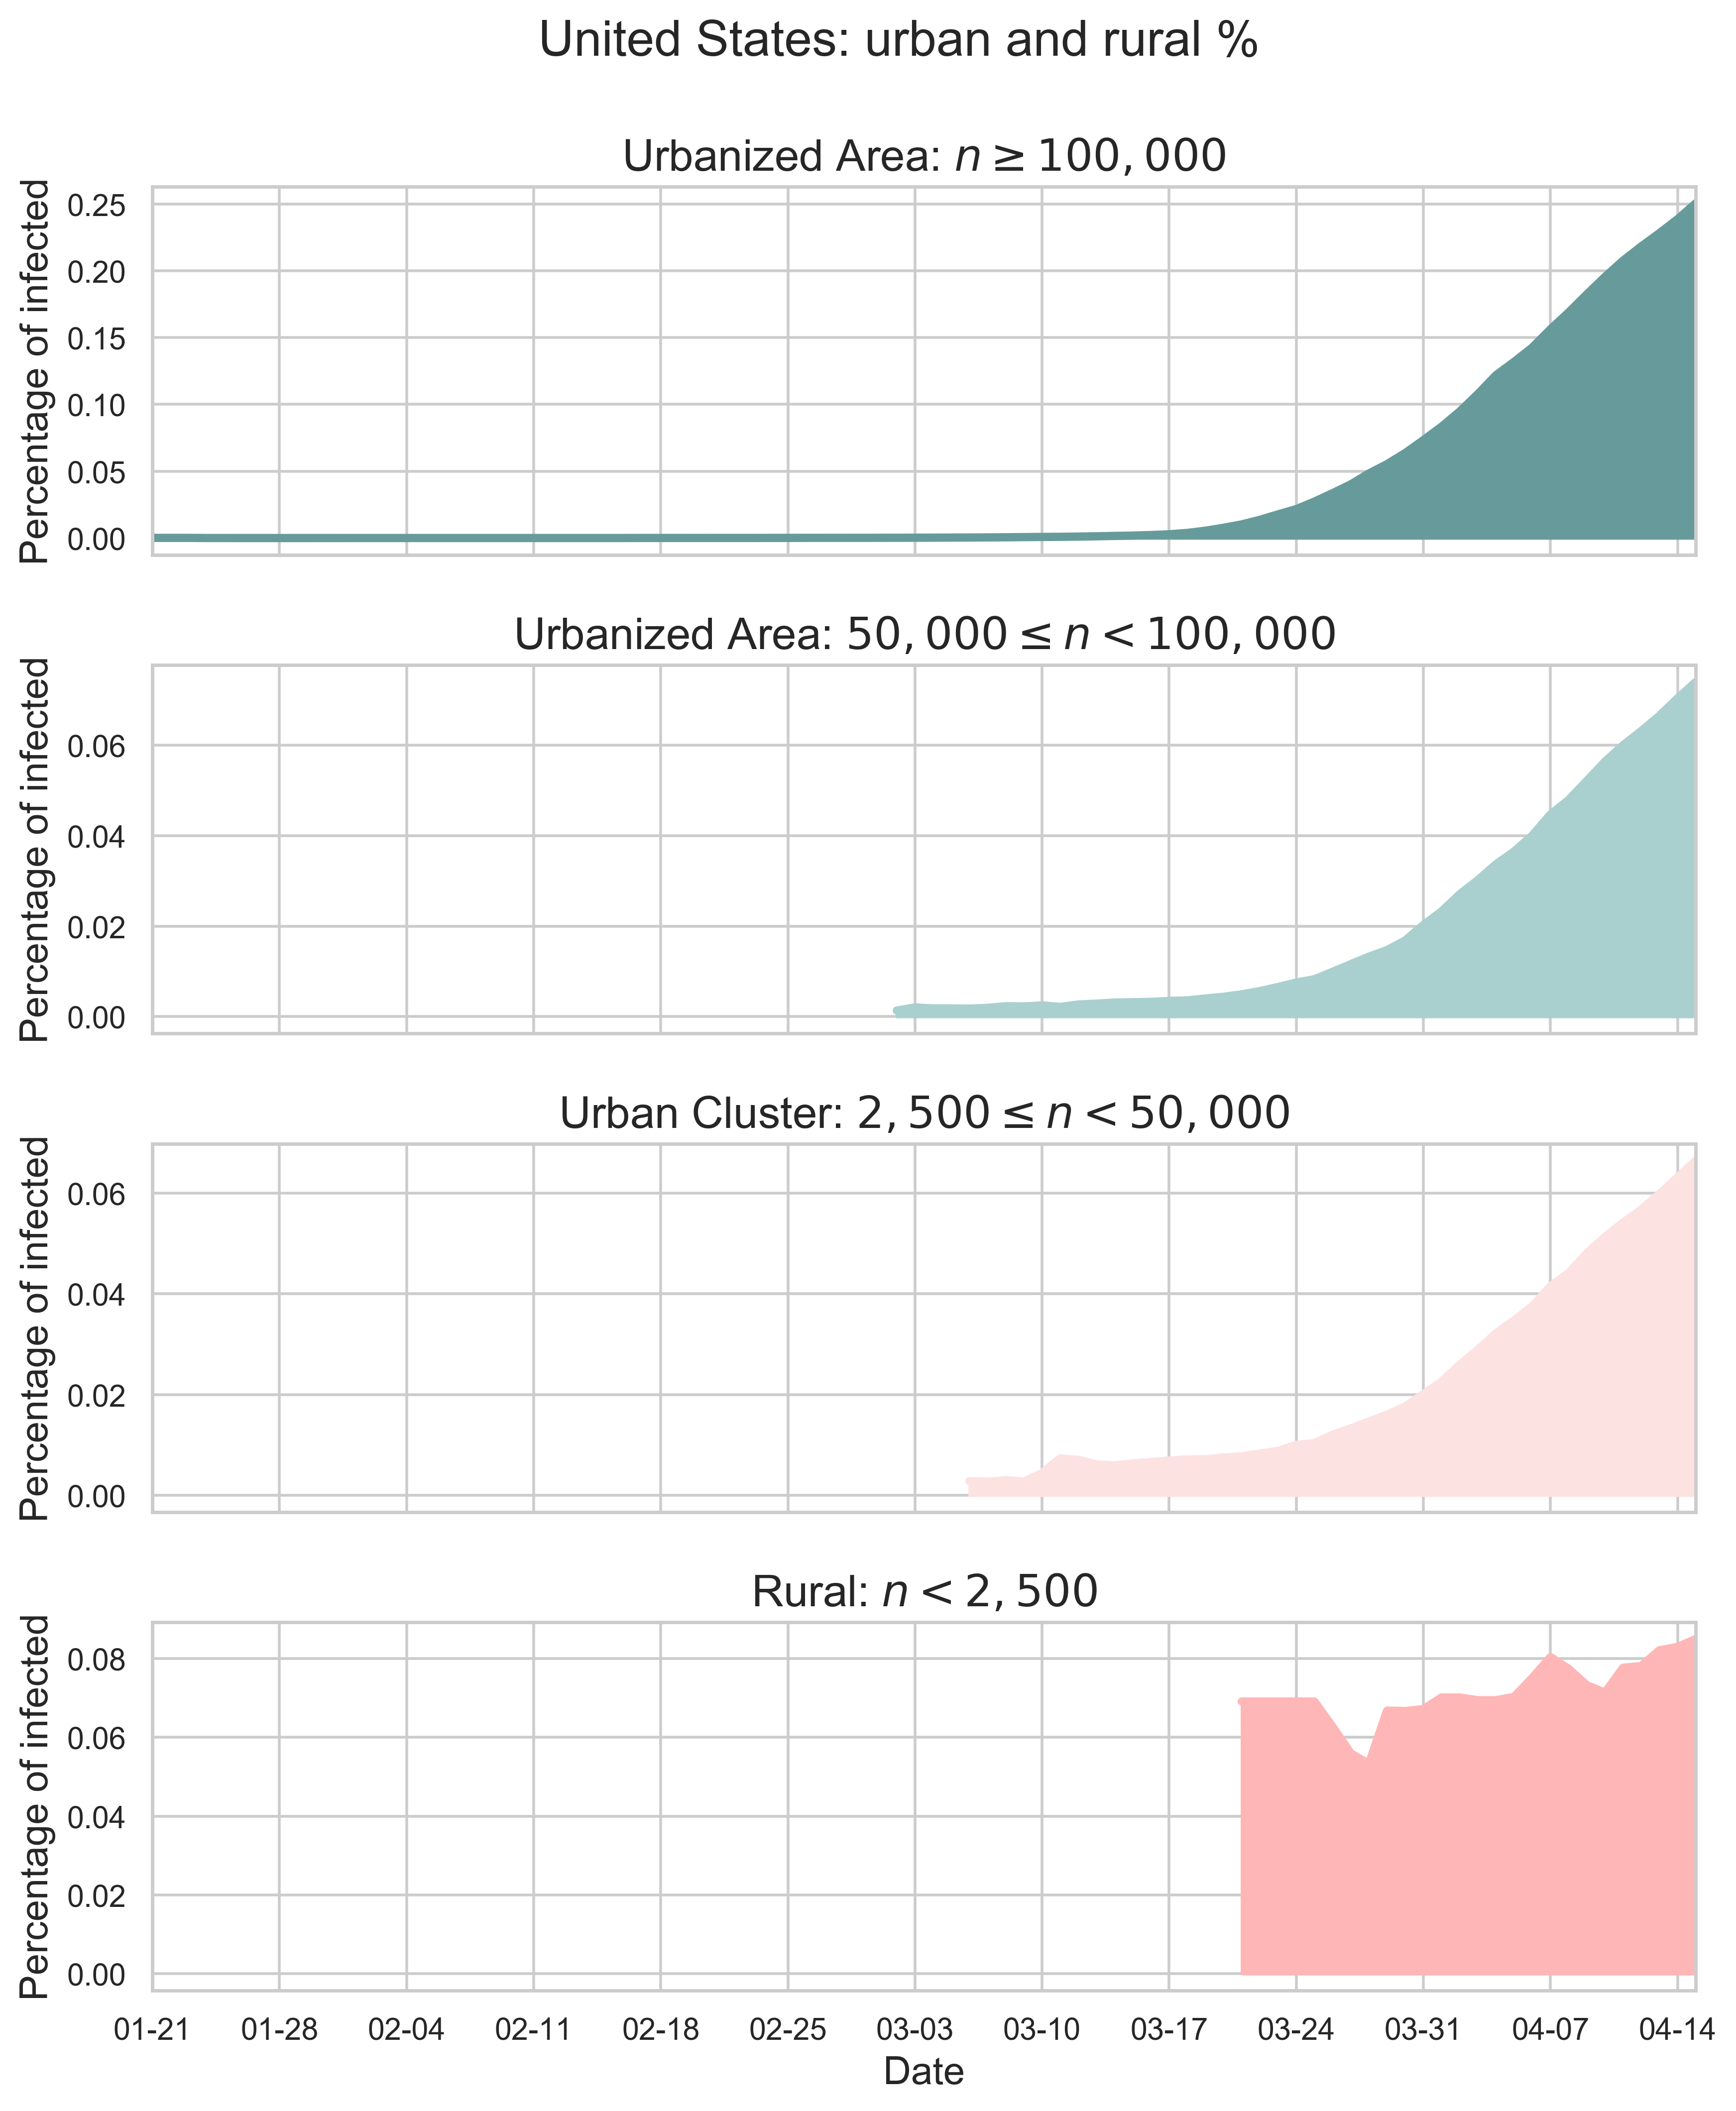 United States: urban and rural %
Urbanized Area: n ≥ 100,000
Percentage of infected
0.25
0.20
0.15
0.10
0.05
0.00
Urbanized Area: 50,000 ≤ n < 100,000
Percentage of infected
0.06
0.04
0.02
0.00
Urban Cluster: 2,500 ≤ n < 50,000
Percentage of infected
0.06
0.04
0.02
0.00
Rural: n < 2,500
Percentage of infected
0.08
0.06
0.04
0.02
0.00
01-21 01-28 02-04 02-11 02-18 02-25 03-03 03-10 03-17 03-24 03-31 04-07 04-14
Date